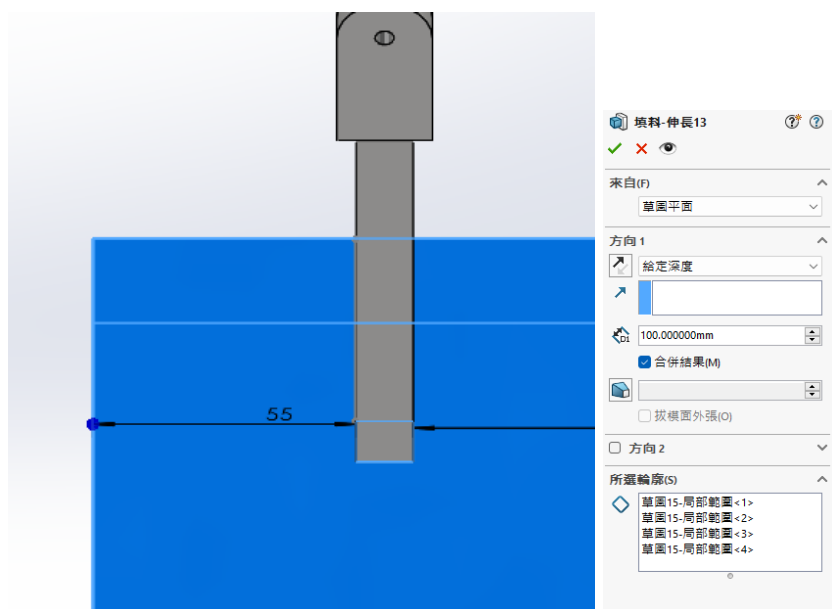 填料-伸長13
來自(F)
草圖平面
方向1
給定深度
D1
100.000000mm
合併結果(M)
拔模面外張(O)
方向2
所選輪廓(S)
草圖15-局部範圍<1>
草圖15-局部範圍<2>
草圖15-局部範圍<3>
草圖15-局部範圍<4>
55